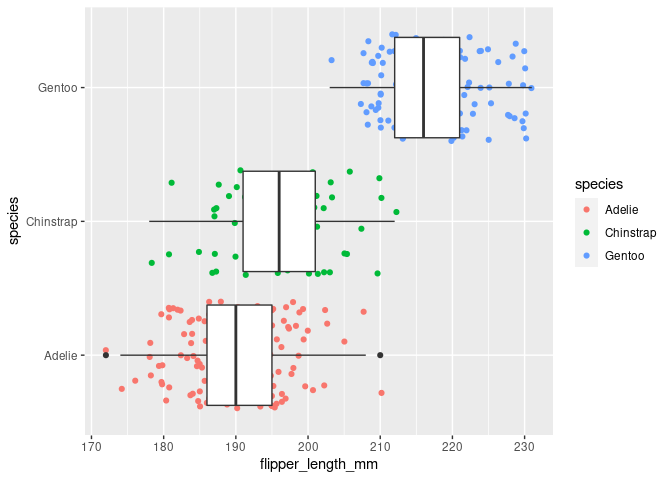 Gentoo
Chinstrap
Adelie
species
170 180 190 200 210 220 230
flipper_length_mm
species
Adelie
Chinstrap
Gentoo